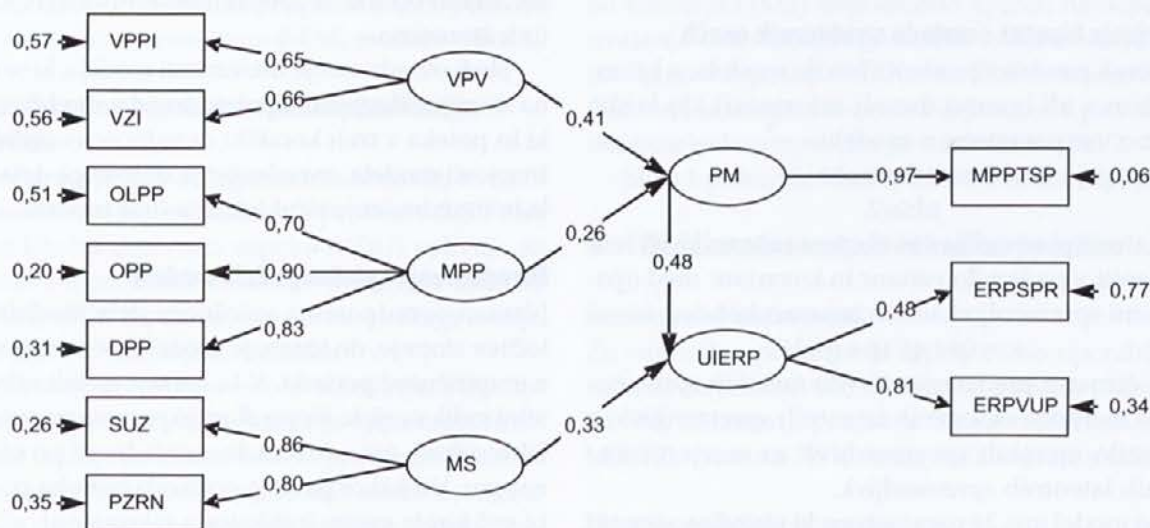 0,57 VPPI
0,65
VPV
0,66
0,56 VZI
0,41
0,51 OLPP
PM 0,97 MPPTSP 0,06
0,70
0,26
0,20 OPP 0,90 MPP
0,48
ERPSPR 0,77
0,48
0,83
0,31 DPP
UIERP
0,81
ERPVUP 0,34
0,26 SUZ
0,86
0,33
MS
0,80
0,35 PZRN